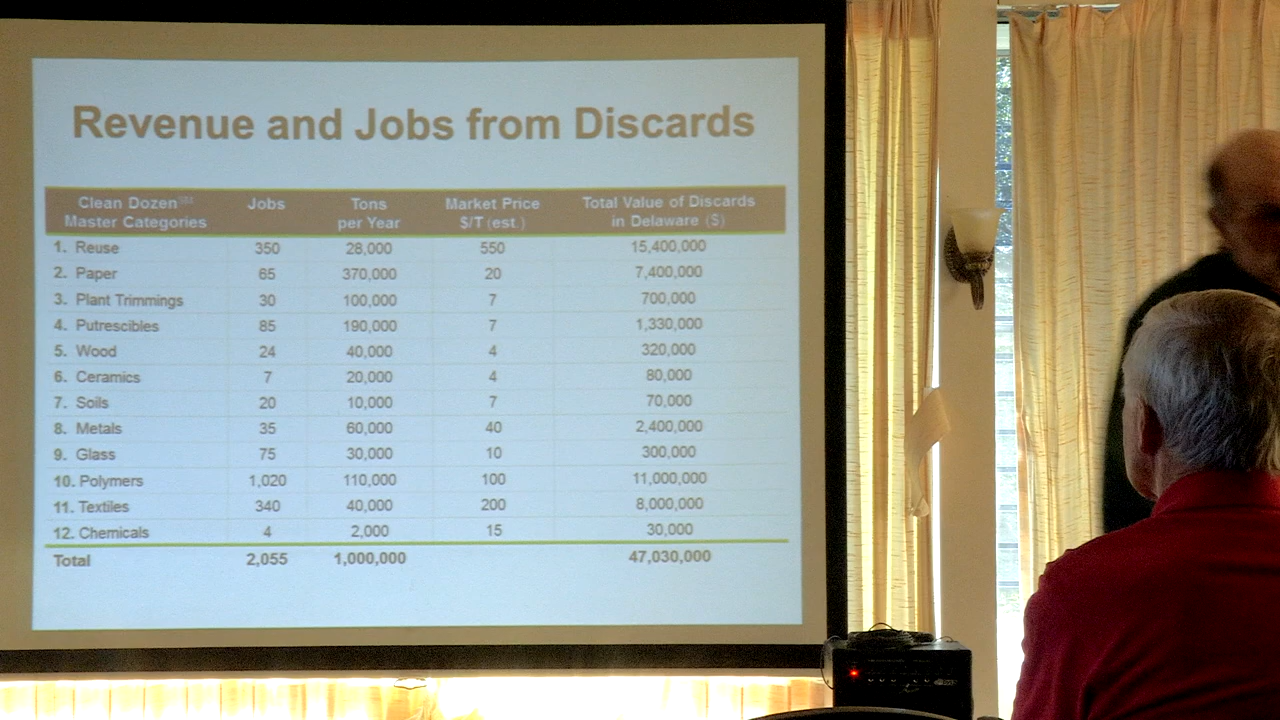 Revenue and Jobs from Discards
Clean Dozen℠ Jobs Tons Market Price Total Value of Discards
Master Categories per Year $/T (est.) in Delaware ($)
1. Reuse 350 28,000 550 15,400,000
2. Paper 65 370,000 20 7,400,000
3. Plant Trimmings 30 100,000 7 700,000
4. Putrescibles 85 190,000 7 1,330,000
5. Wood 24 40,000 4 320,000
6. Ceramics 7 20,000 4 80,000
7. Soils 20 10,000 7 70,000
8. Metals 35 60,000 40 2,400,000
9. Glass 75 30,000 10 300,000
10. Polymers 1,020 110,000 100 11,000,000
11. Textiles 340 40,000 200 8,000,000
12. Chemicals 4 2,000 15 30,000
Total 2,055 1,000,000 47,030,000